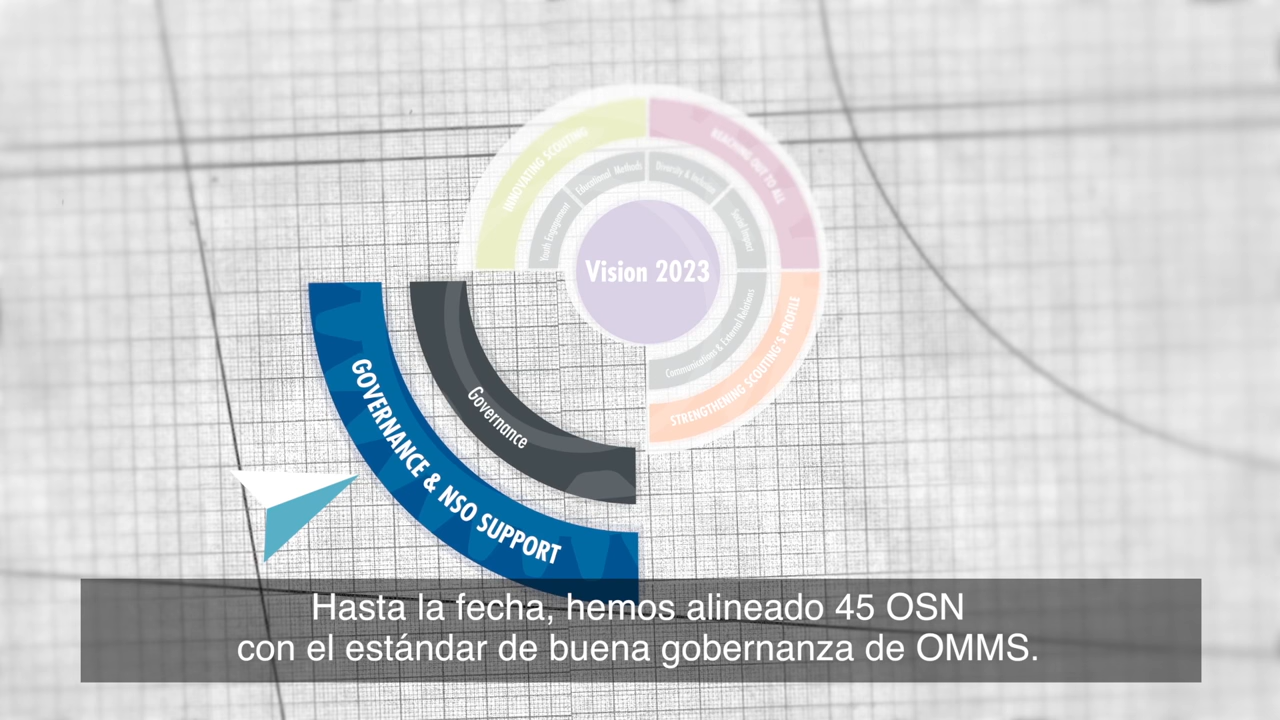 INNOVATING SCOUTING
REACHING OUT TO ALL
Educational Methods
Diversity & Inclusion
Youth Engagement
Social Impact
Vision 2023
Communications & External Relations
STRENGTHENING SCOUTING'S PROFILE
Governance
GOVERNANCE & NSO SUPPORT
Hasta la fecha, hemos alineado 45 OSN
con el estándar de buena gobernanza de OMMS.